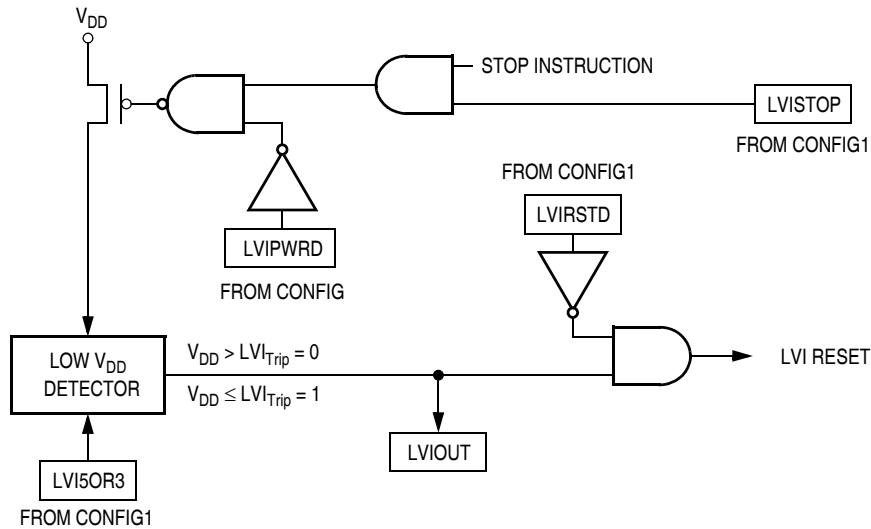 VDD
STOP INSTRUCTION
LVISTOP
FROM CONFIG1
FROM CONFIG1
LVIRSTD
LVIPWRD
FROM CONFIG
LOW VDD
DETECTOR
VDD > LVITrip = 0
VDD ≤ LVITrip = 1
LVI RESET
LVIOUT
LVI5OR3
FROM CONFIG1